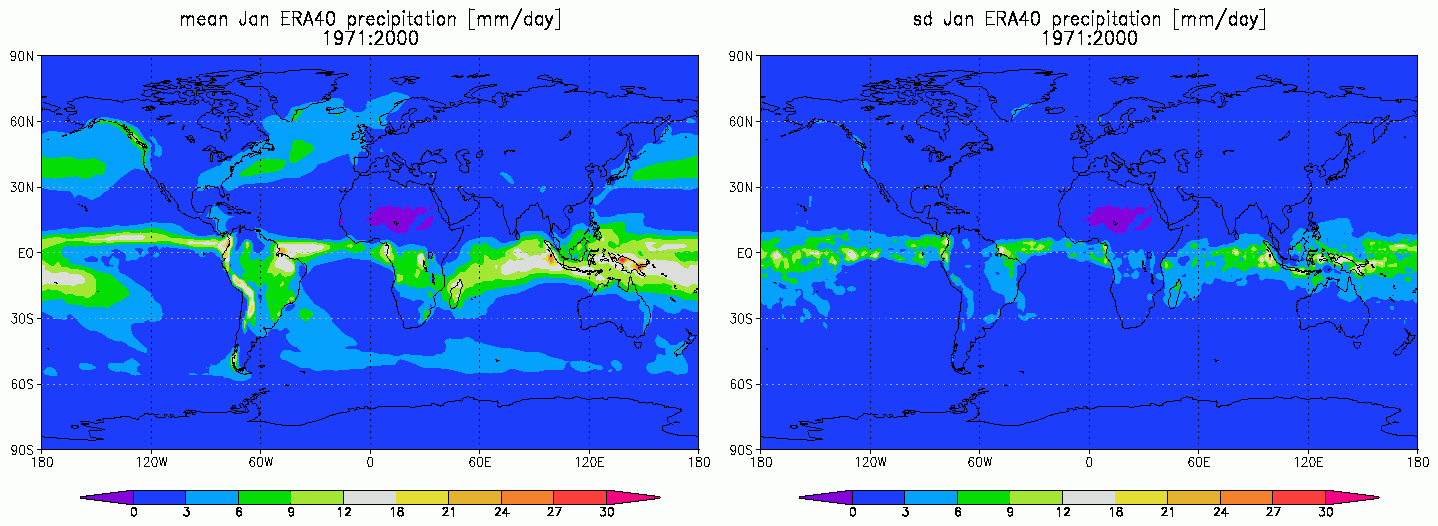 mean Jan ERA40 precipitation [mm/day]
1971:2000
90N
60N
30N
EQ
30S
60S
90S
180 120W 60W 0 60E 120E 180
0 3 6 9 12 18 21 24 27 30
sd Jan ERA40 precipitation [mm/day]
1971:2000
90N
60N
30N
EQ
30S
60S
90S
180 120W 60W 0 60E 120E 180
0 3 6 9 12 18 21 24 27 30